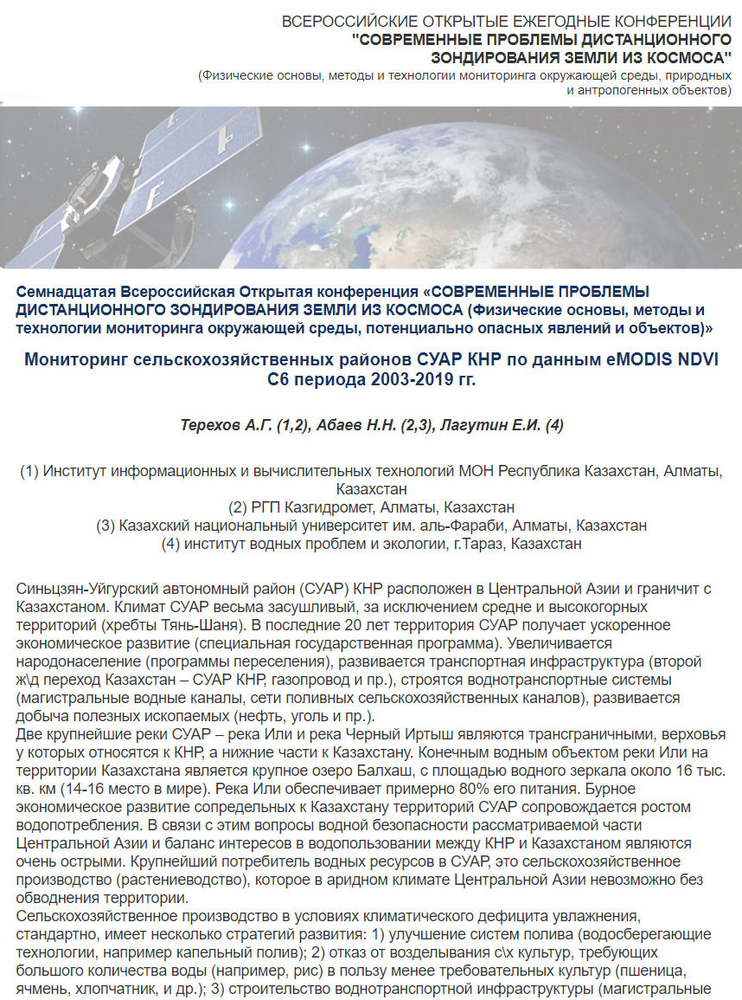 ВСЕРОССИЙСКИЕ ОТКРЫТЫЕ ЕЖЕГОДНЫЕ КОНФЕРЕНЦИИ
"СОВРЕМЕННЫЕ ПРОБЛЕМЫ ДИСТАНЦИОННОГО
ЗОНДИРОВАНИЯ ЗЕМЛИ ИЗ КОСМОСА"
(Физические основы, методы и технологии мониторинга окружающей среды, природных
и антропогенных объектов)
Семнадцатая Всероссийская Открытая конференция «СОВРЕМЕННЫЕ ПРОБЛЕМЫ
ДИСТАНЦИОННОГО ЗОНДИРОВАНИЯ ЗЕМЛИ ИЗ КОСМОСА (Физические основы, методы и
технологии мониторинга окружающей среды, потенциально опасных явлений и объектов)»
Мониторинг сельскохозяйственных районов СУАР КНР по данным eMODIS NDVI
C6 периода 2003-2019 гг.
Терехов А.Г. (1,2), Абаев Н.Н. (2,3), Лагутин Е.И. (4)
(1) Институт информационных и вычислительных технологий МОН Республика Казахстан, Алматы,
Казахстан
(2) РГП Казгидромет, Алматы, Казахстан
(3) Казахский национальный университет им. аль-Фараби, Алматы, Казахстан
(4) институт водных проблем и экологии, г.Тараз, Казахстан
Синьцзян-Уйгурский автономный район (СУАР) КНР расположен в Центральной Азии и граничит с
Казахстаном. Климат СУАР весьма засушливый, за исключением средне и высокогорных
территорий (хребты Тянь-Шаня). В последние 20 лет территория СУАР получает ускоренное
экономическое развитие (специальная государственная программа). Увеличивается
народонаселение (программы переселения), развивается транспортная инфраструктура (второй
ж\д переход Казахстан – СУАР КНР, газопровод и пр.), строятся воднотранспортные системы
(магистральные водные каналы, сети поливных сельскохозяйственных каналов), развивается
добыча полезных ископаемых (нефть, уголь и пр.).
Две крупнейшие реки СУАР – река Или и река Черный Иртыш являются трансграничными, верховья
у которых относятся к КНР, а нижние части к Казахстану. Конечным водным объектом реки Или на
территории Казахстана является крупное озеро Балхаш, с площадью водного зеркала около 16 тыс.
кв. км (14-16 место в мире). Река Или обеспечивает примерно 80% его питания. Бурное
экономическое развитие сопредельных к Казахстану территорий СУАР сопровождается ростом
водопотребления. В связи с этим вопросы водной безопасности рассматриваемой части
Центральной Азии и баланс интересов в водопользовании между КНР и Казахстаном являются
очень острыми. Крупнейший потребитель водных ресурсов в СУАР, это сельскохозяйственное
производство (растениеводство), которое в аридном климате Центральной Азии невозможно без
обводнения территории.
Сельскохозяйственное производство в условиях климатического дефицита увлажнения,
стандартно, имеет несколько стратегий развития: 1) улучшение систем полива (водосберегающие
технологии, например капельный полив); 2) отказ от возделывания с\х культур, требующих
большого количества воды (например, рис) в пользу менее требовательных культур (пшеница,
ячмень, хлопчатник, и др.); 3) строительство воднотранспортной инфраструктуры (магистральные